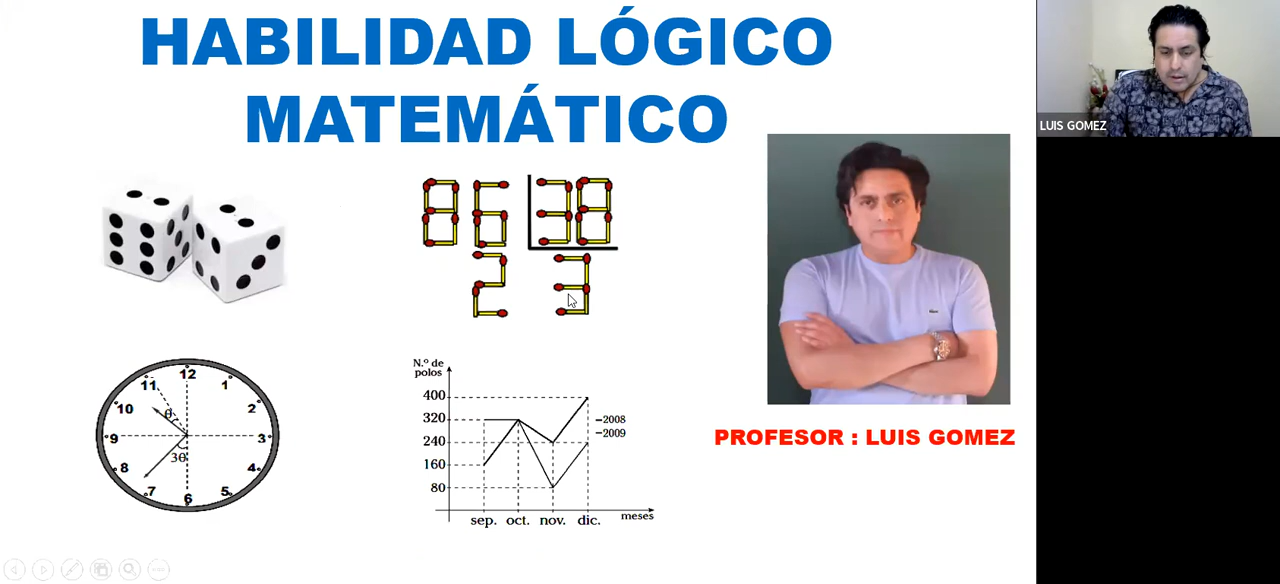 HABILIDAD LÓGICO
MATEMÁTICO
LUIS GOMEZ
86 38
2 3
12
11 1
10 θ 2
9 3
3θ
8 4
7 5
6
N.º de
polos
400
320
240
160
80
-2008
-2009
sep. oct. nov. dic. meses
PROFESOR : LUIS GOMEZ